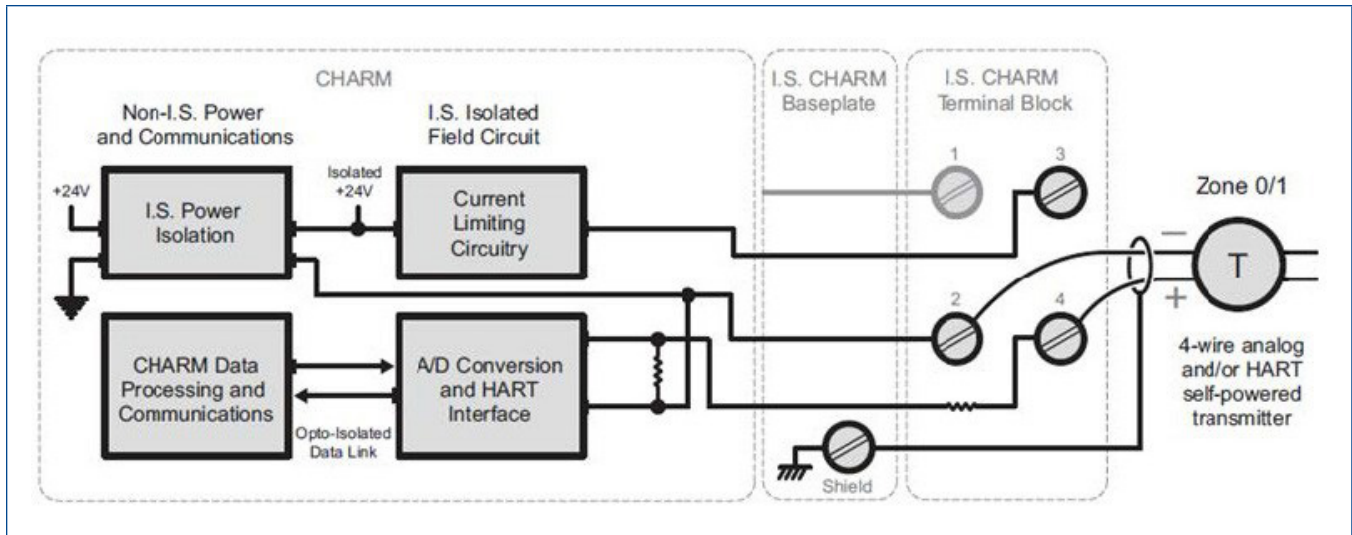 CHARM
I.S. CHARM
Baseplate
I.S. CHARM
Terminal Block
Non-I.S. Power
and Communications
I.S. Isolated
Field Circuit
+24V
I.S. Power
Isolation
Isolated
+24V
Current
Limiting
Circuitry
1
3
Zone 0/1
−
T
+
2
4
CHARM Data
Processing and
Communications
A/D Conversion
and HART
Interface
Opto-Isolated
Data Link
4-wire analog
and/or HART
self-powered
transmitter
Shield